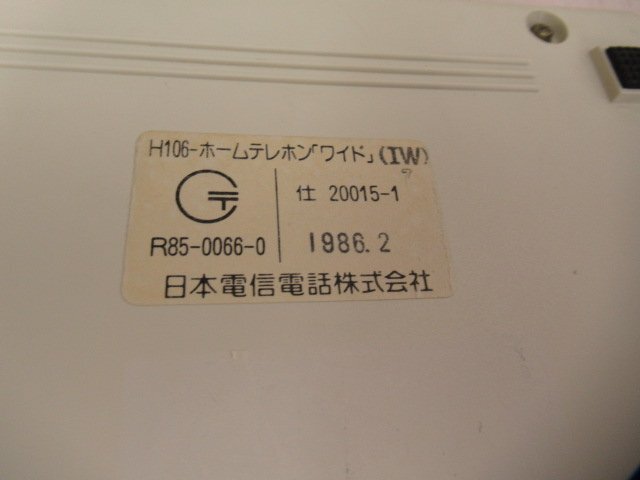 H106-ホームテレホン「ワイド」(IW)
仕 20015-1
R85-0066-0
1986.2
日本電信電話株式会社